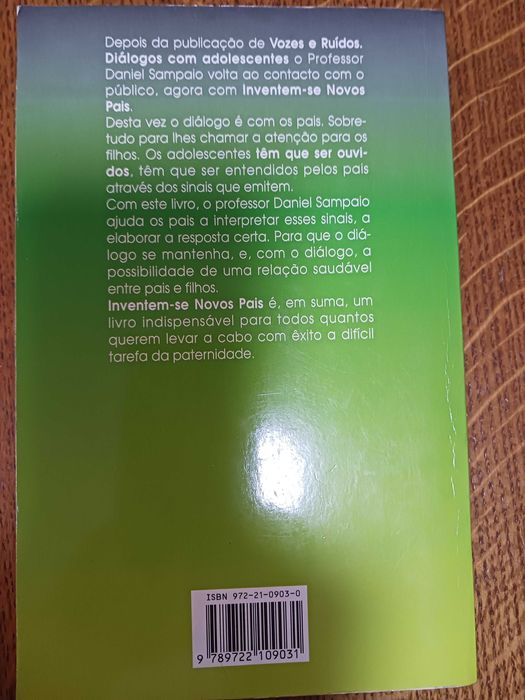 Depois da publicação de Vozes e Ruídos.
Diálogos com adolescentes o Professor
Daniel Sampaio volta ao contacto com o
público, agora com Inventem-se Novos
Pais.
Desta vez o diálogo é com os pais. Sobre-
tudo para lhes chamar a atenção para os
filhos. Os adolescentes têm que ser ouvi-
dos, têm que ser entendidos pelos pais
através dos sinais que emitem.
Com este livro, o professor Daniel Sampaio
ajuda os pais a interpretar esses sinais, a
elaborar a resposta certa. Para que o diá-
logo se mantenha, e, com o diálogo, a
possibilidade de uma relação saudável
entre pais e filhos.
Inventem-se Novos Pais é, em suma, um
livro indispensável para todos quantos
querem levar a cabo com êxito a difícil
tarefa da paternidade.
ISBN 972-21-0903-0
9 789722 109031